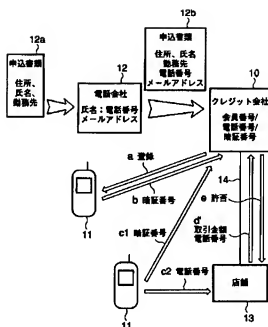 12a
申込書類
住所、
氏名、
勤務先
12
電話会社
氏名：電話番号
メールアドレス
12b
申込書類
住所、氏名
勤務先
電話番号
メールアドレス
10
クレジット会社
会員番号/
電話番号/
暗証番号
a 登録
b 暗証番号
11
c1 暗証番号
14
e 許可
d'
取引金額
電話番号
c2 電話番号
11
店舗
13